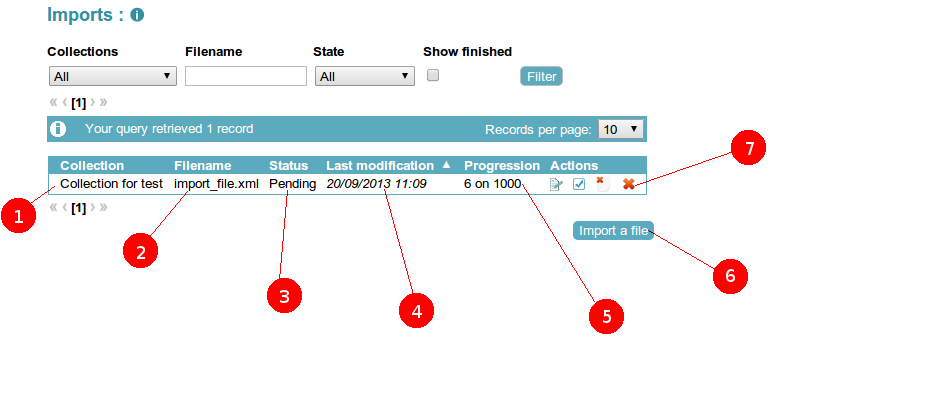 Imports :
Collections Filename State Show finished
All All Filter
« ‹ [1] › »
Your query retrieved 1 record Records per page: 10
Collection Filename Status Last modification Progression Actions
Collection for test import_file.xml Pending 20/09/2013 11:09 6 on 1000
« ‹ [1] › »
Import a file
7
1
2
3
4
5
6